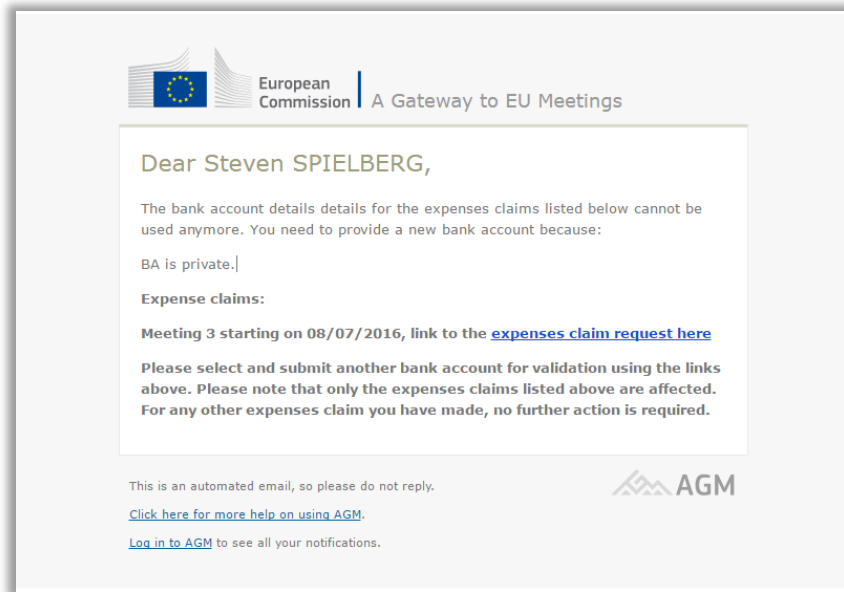 European
Commission
A Gateway to EU Meetings
Dear Steven SPIELBERG,
The bank account details details for the expenses claims listed below cannot be
used anymore. You need to provide a new bank account because:
BA is private.
Expense claims:
Meeting 3 starting on 08/07/2016, link to the expenses claim request here
Please select and submit another bank account for validation using the links
above. Please note that only the expenses claims listed above are affected.
For any other expenses claim you have made, no further action is required.
This is an automated email, so please do not reply.
AGM
Click here for more help on using AGM.
Log in to AGM to see all your notifications.